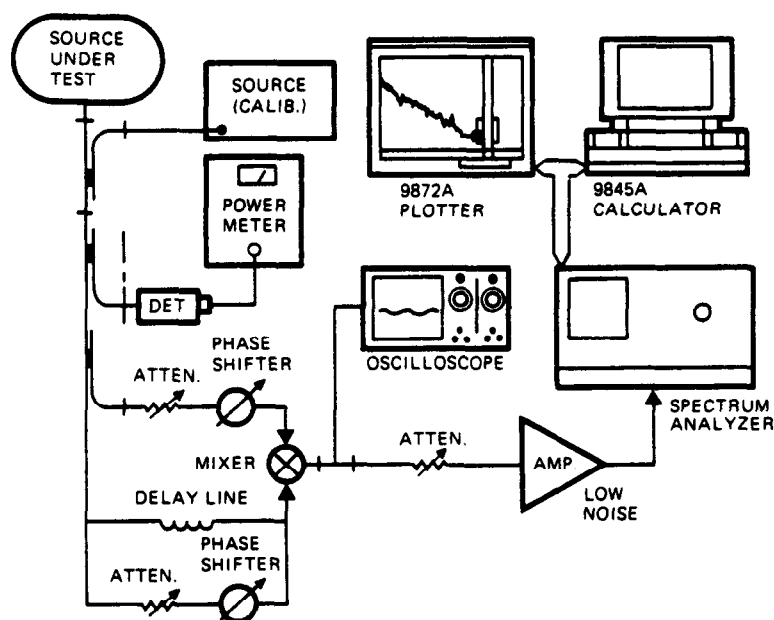 SOURCE
UNDER
TEST
SOURCE
(CALIB.)
POWER
METER
9872A
PLOTTER
9845A
CALCULATOR
DET
PHASE
SHIFTER
ATTEN.
OSCILLOSCOPE
SPECTRUM
ANALYZER
MIXER
ATTEN.
AMP
LOW
NOISE
DELAY LINE
PHASE
SHIFTER
ATTEN.